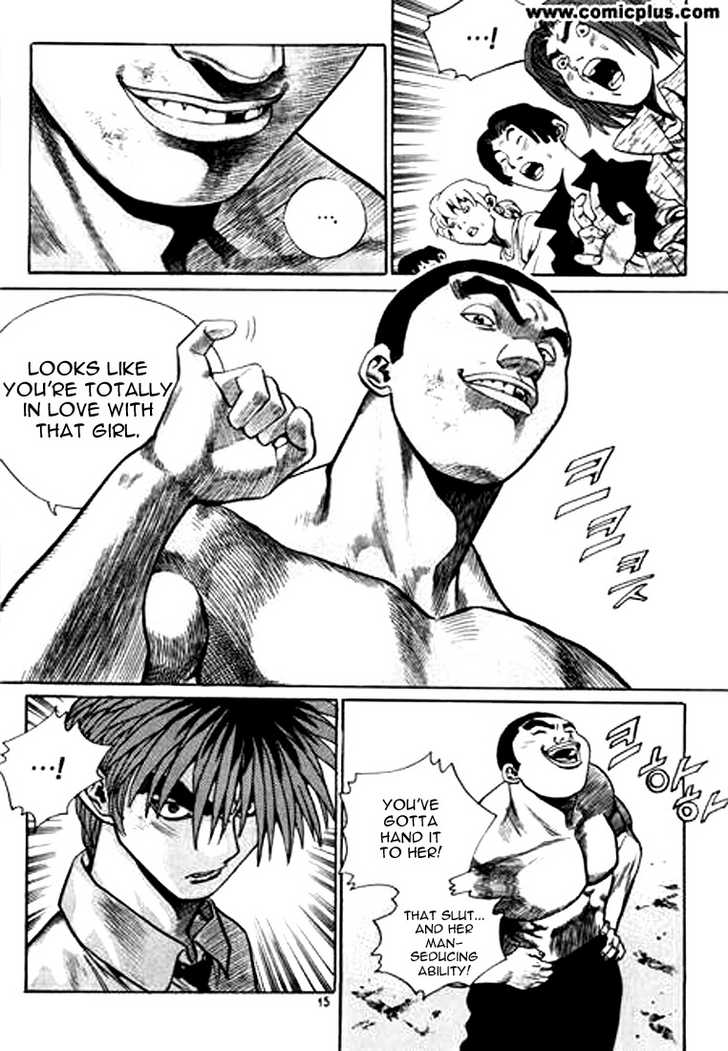 www.comicplus.com
...
...!
LOOKS LIKE
YOU'RE TOTALLY
IN LOVE WITH
THAT GIRL.
...!
YOU'VE
GOTTA
HAND IT
TO HER!
THAT SLUT...
AND HER
MAN-
SEDUCING
ABILITY!
15